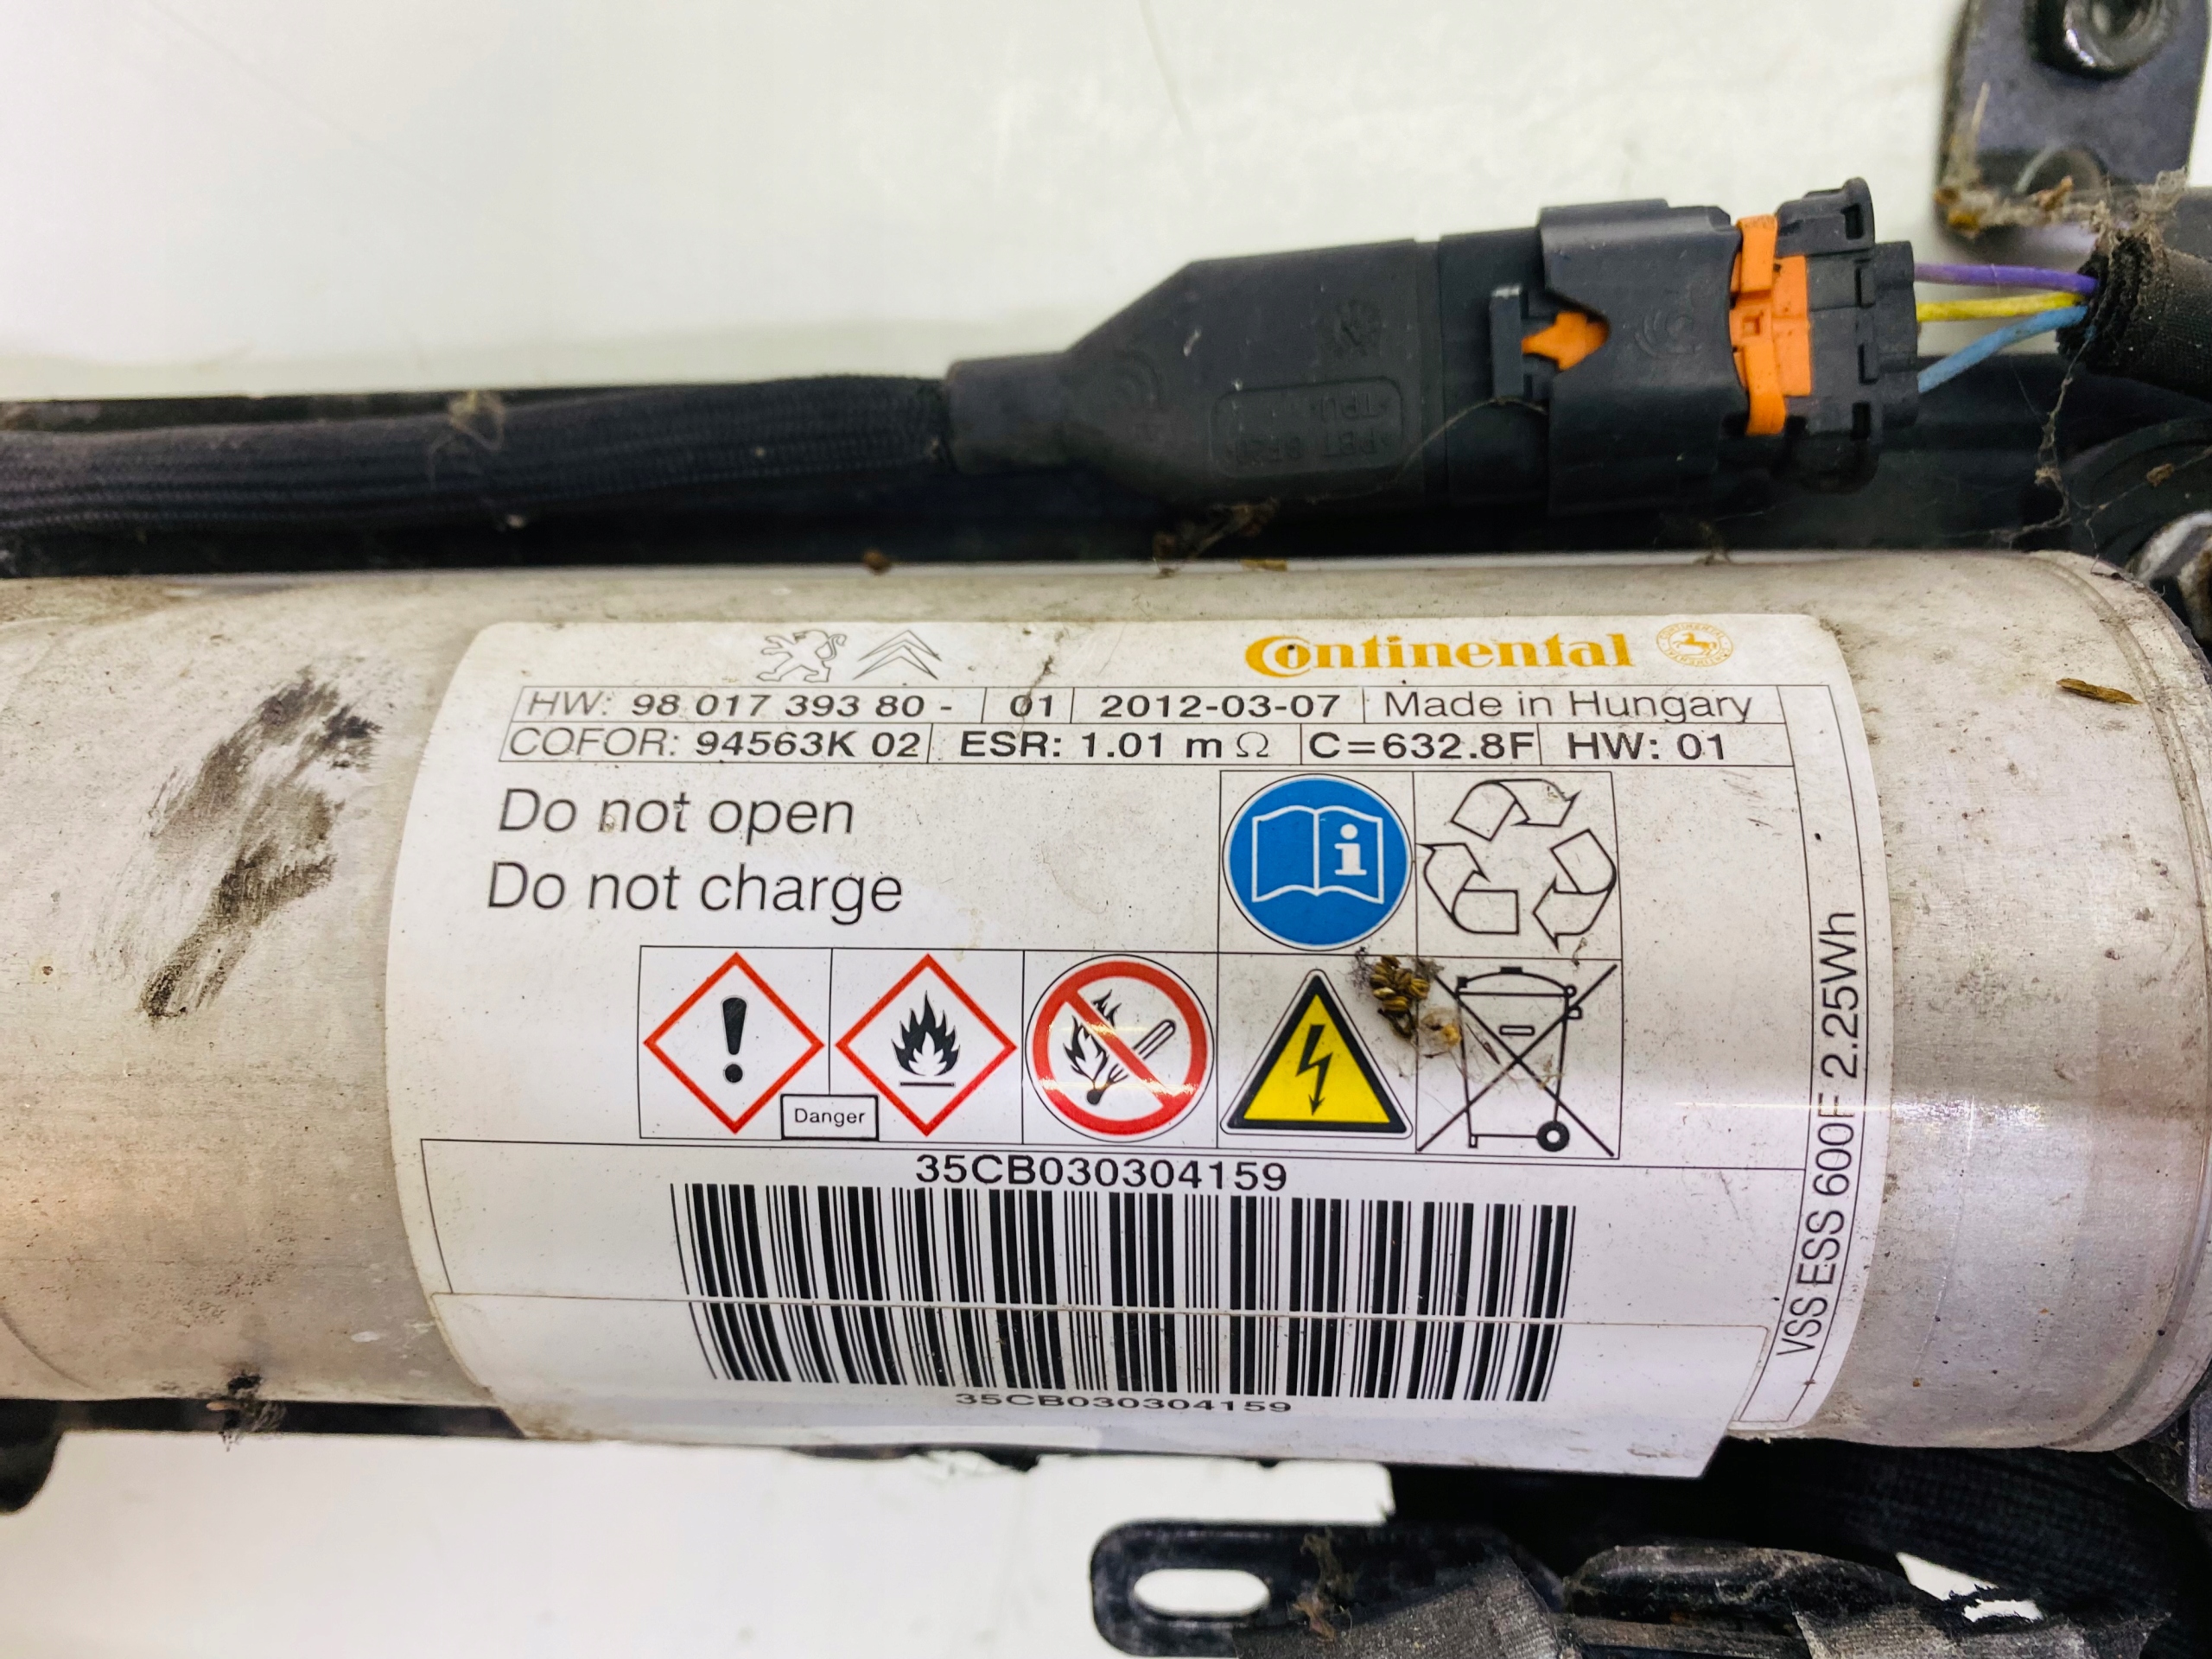 Continental
HW: 98 017 393 80 - 01 2012-03-07 Made in Hungary
COFOR: 94563K 02 ESR: 1.01 m Ω C=632.8F HW: 01
Do not open
Do not charge
Danger
35CB030304159
35CB030304159
VSS ESS 600F 2.25Wh